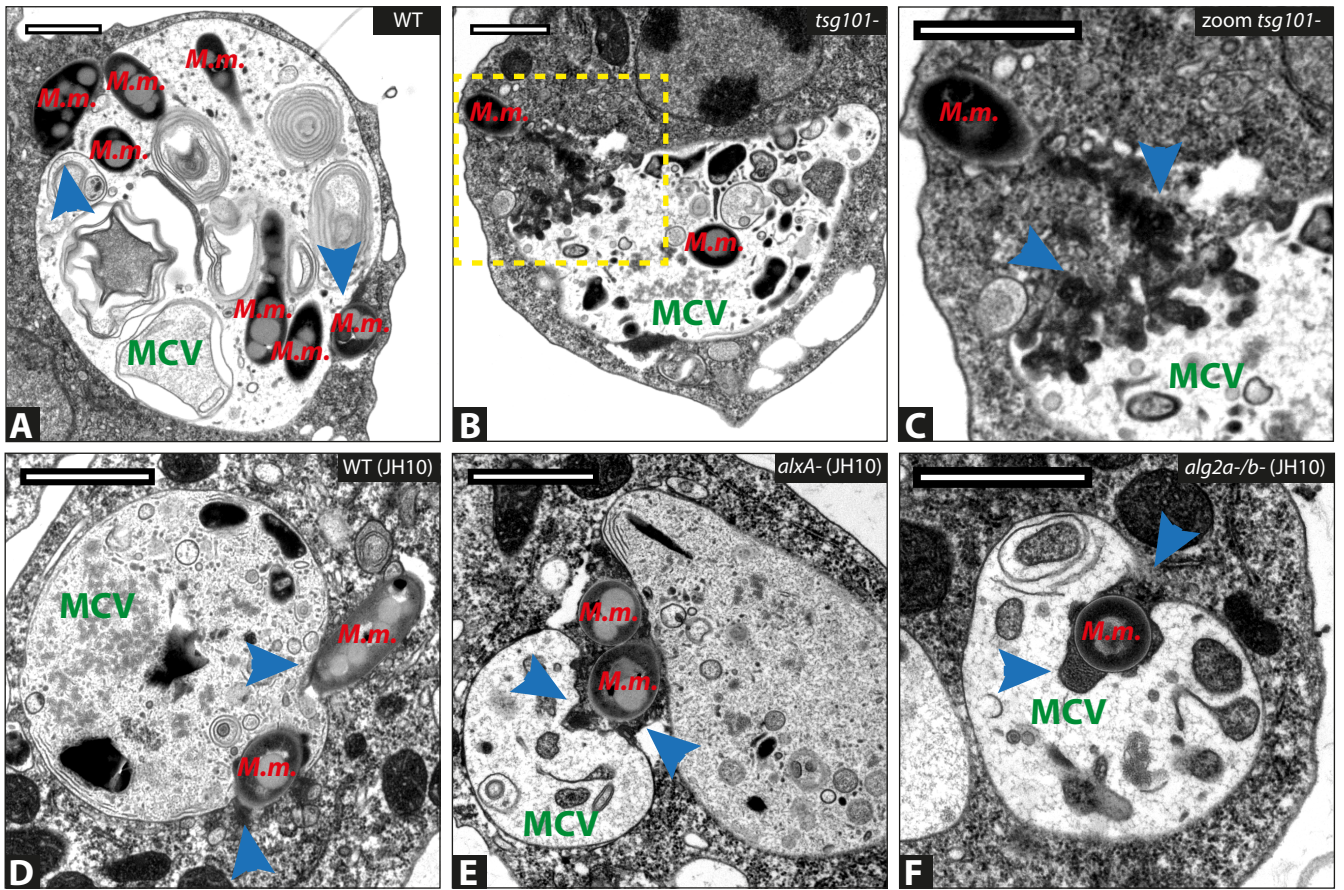 WT
M.m.
M.m.
M.m.
M.m.
M.m.
M.m.
M.m.
MCV
A
tsg101-
M.m.
M.m.
MCV
B
zoom tsg101-
M.m.
MCV
C
WT (JH10)
MCV
M.m.
M.m.
D
alxA- (JH10)
M.m.
M.m.
MCV
E
alg2a-/b- (JH10)
M.m.
MCV
F